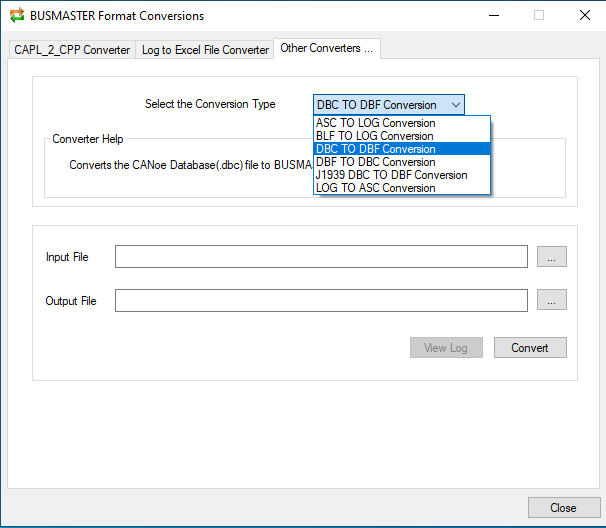 BUSMASTER Format Conversions
CAPL_2_CPP Converter Log to Excel File Converter Other Converters ...
Select the Conversion Type DBC TO DBF Conversion
ASC TO LOG Conversion
BLF TO LOG Conversion
Converter Help
DBC TO DBF Conversion
Converts the CANoe Database(.dbc) file to BUSMA
DBF TO DBC Conversion
J1939 DBC TO DBF Conversion
LOG TO ASC Conversion
Input File ...
Output File ...
View Log Convert
Close